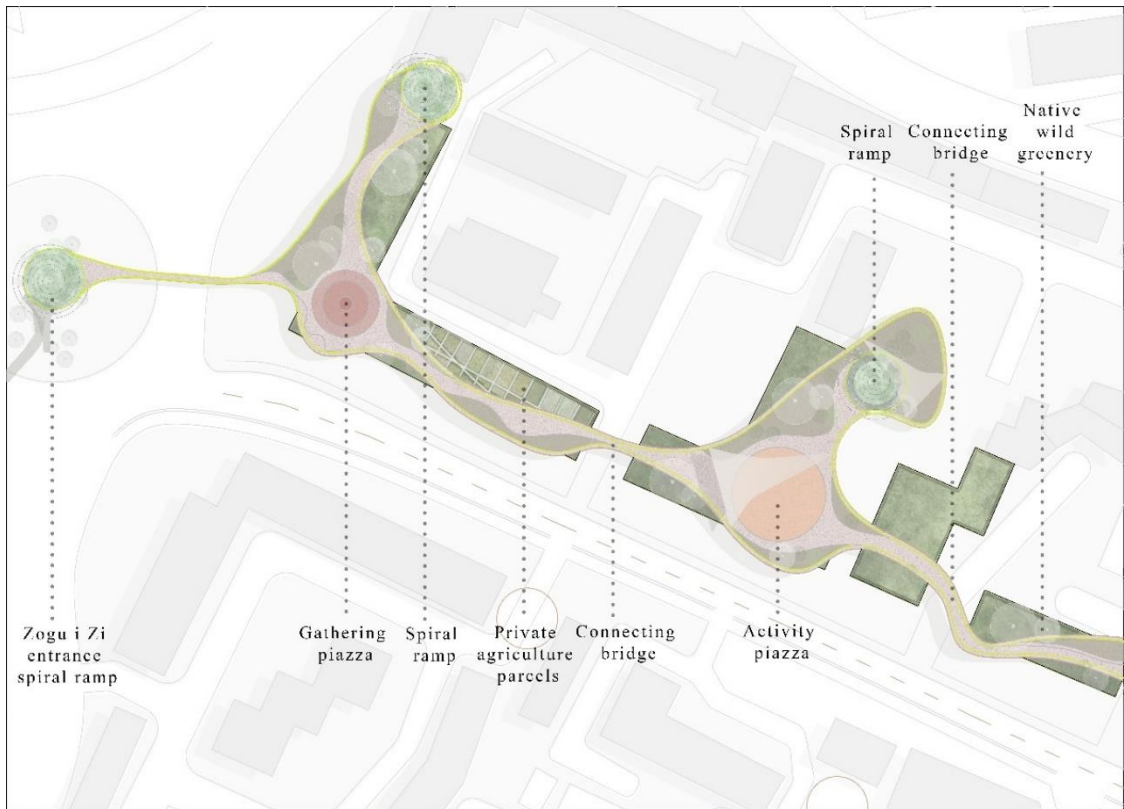 Native
wild
greenery
Spiral
ramp
Connecting
bridge
Zogu i Zi
entrance
spiral ramp
Gathering
piazza
Spiral
ramp
Private
agriculture
parcels
Connecting
bridge
Activity
piazza